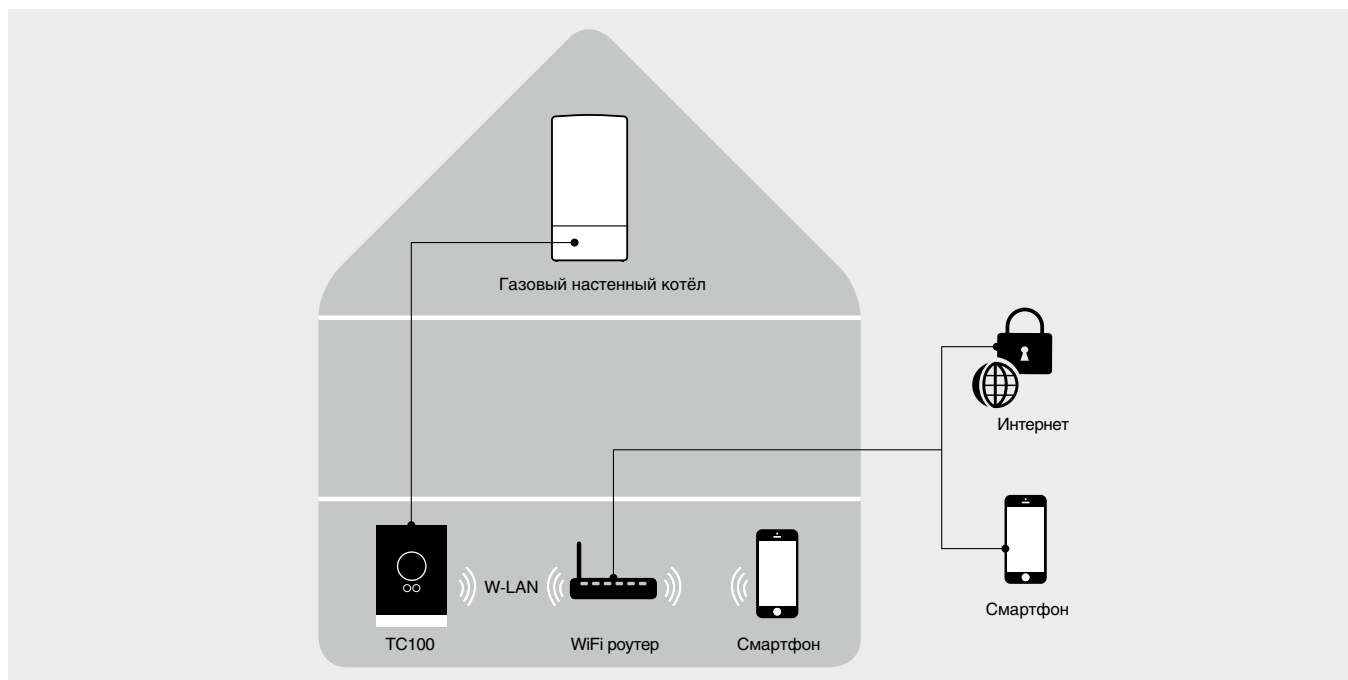 Газовый настенный котёл
Интернет
W-LAN
Смартфон
TC100
WiFi роутер
Смартфон